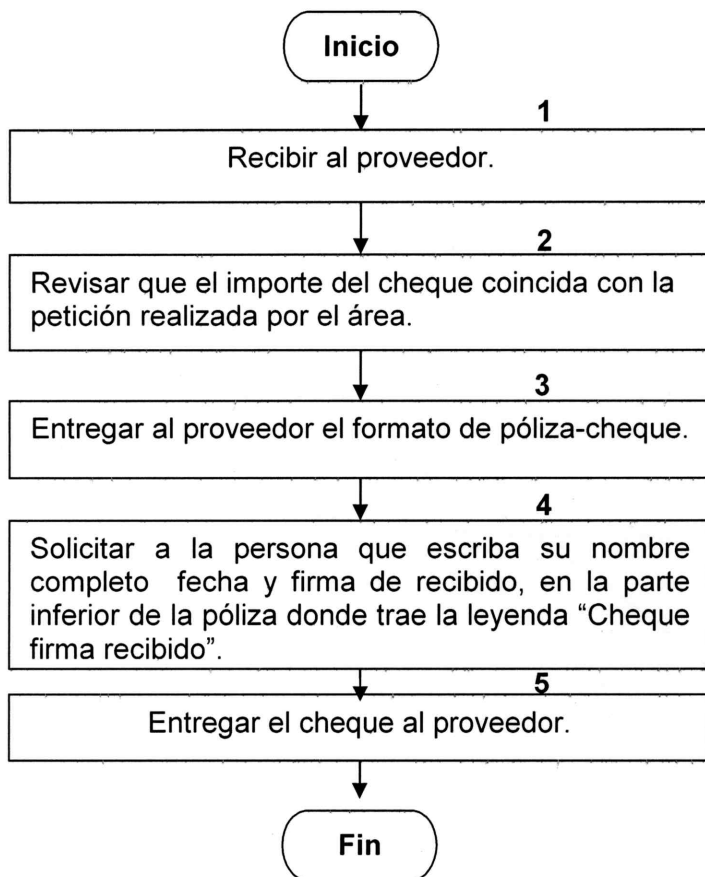 Inicio
1
Recibir al proveedor.
2
Revisar que el importe del cheque coincida con la
petición realizada por el área.
3
Entregar al proveedor el formato de póliza-cheque.
4
Solicitar a la persona que escriba su nombre
completo fecha y firma de recibido, en la parte
inferior de la póliza donde trae la leyenda “Cheque
firma recibido”.
5
Entregar el cheque al proveedor.
Fin